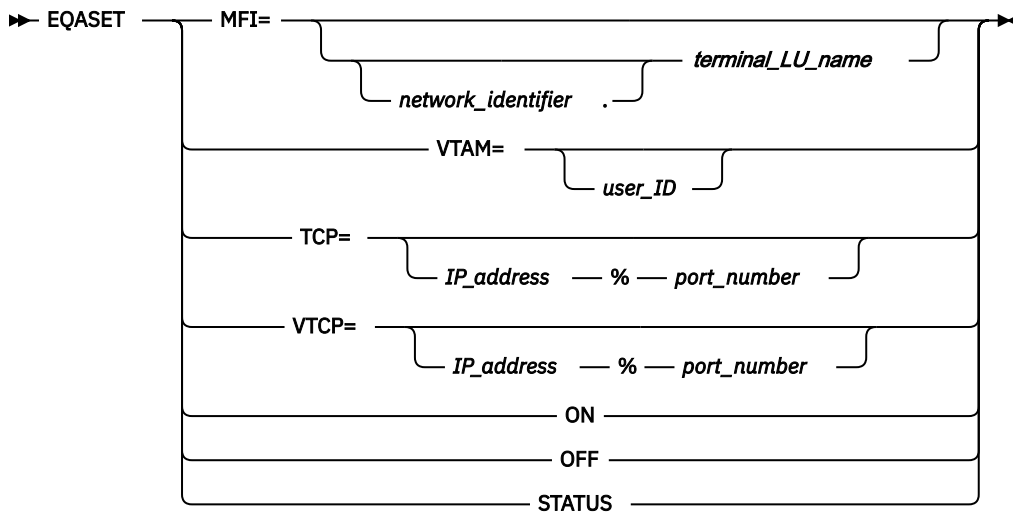 EQASET MFI=
terminal_LU_name
network_identifier .
VTAM=
user_ID
TCP=
IP_address % port_number
VTCP=
IP_address % port_number
ON
OFF
STATUS